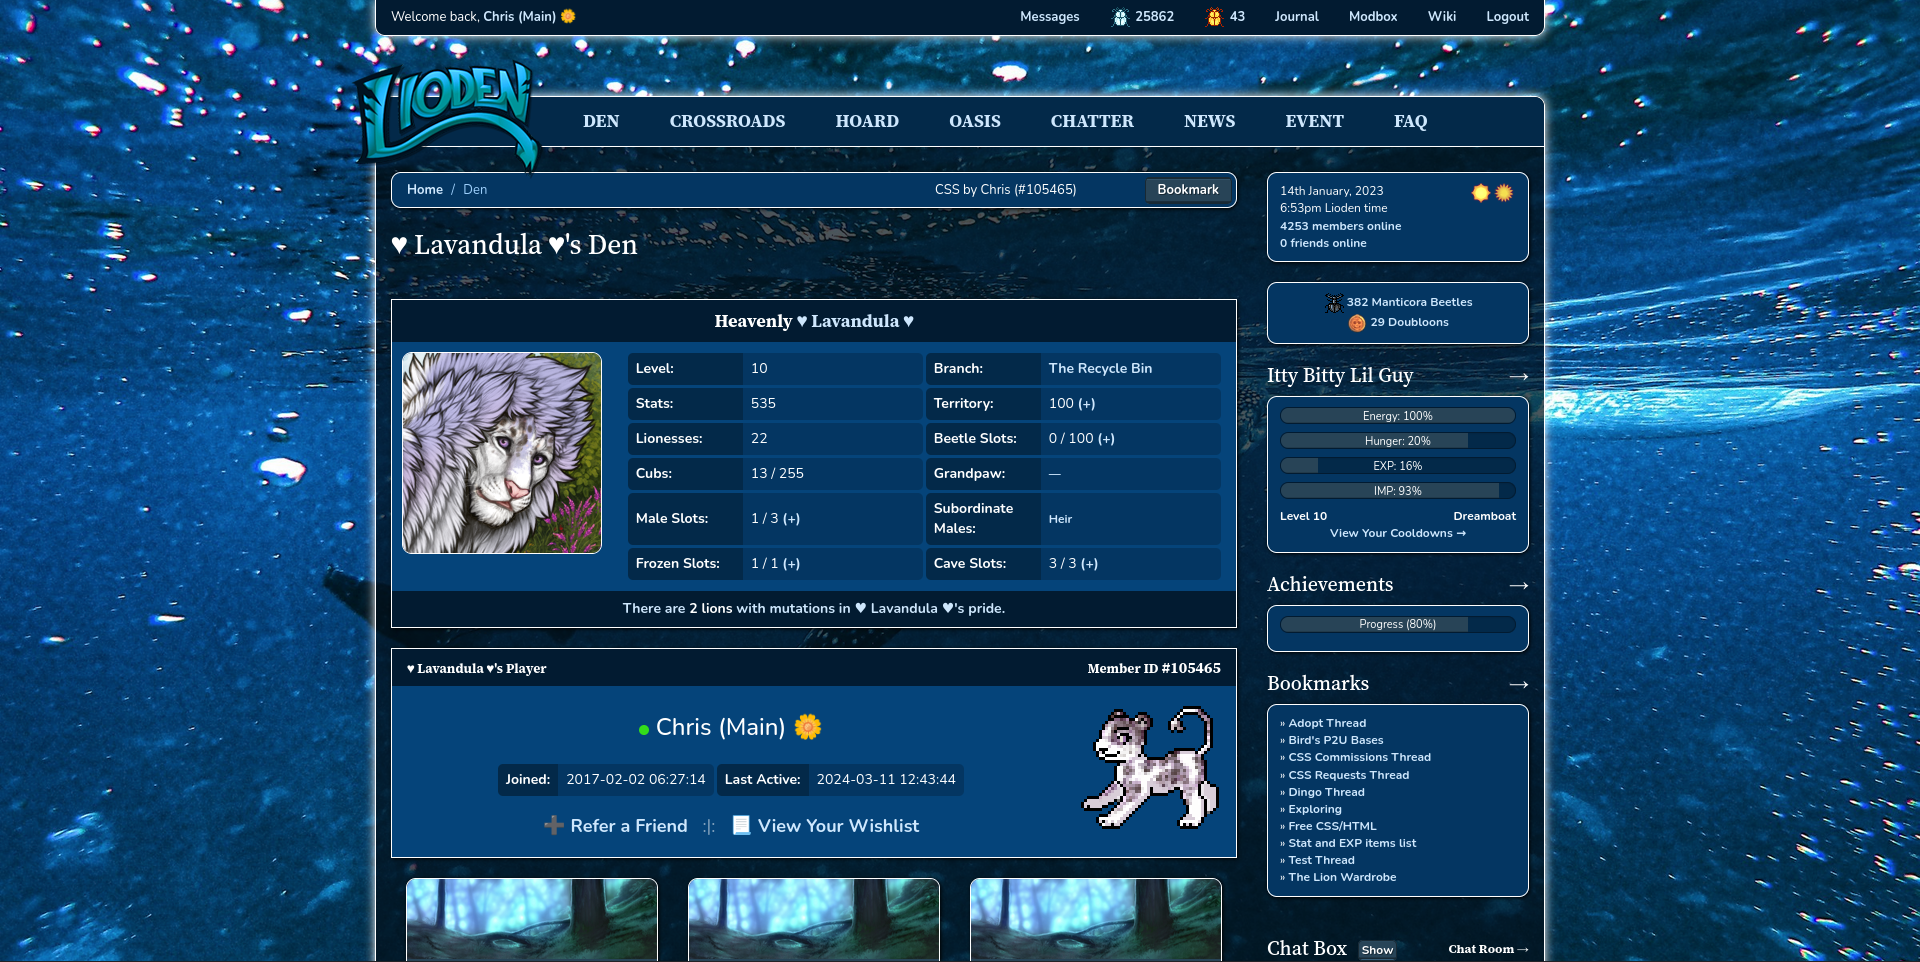 Welcome back, Chris (Main) 🌼
Messages 25862 43 Journal Modbox Wiki Logout
LIODEN
DEN CROSSROADS HOARD OASIS CHATTER NEWS EVENT FAQ
Home / Den CSS by Chris (#105465) Bookmark
♥ Lavandula ♥'s Den
Heavenly ♥ Lavandula ♥
Level: 10 Branch: The Recycle Bin
Stats: 535 Territory: 100 (+)
Lionesses: 22 Beetle Slots: 0 / 100 (+)
Cubs: 13 / 255 Grandpaw: —
Male Slots: 1 / 3 (+) Subordinate Males: Heir
Frozen Slots: 1 / 1 (+) Cave Slots: 3 / 3 (+)
There are 2 lions with mutations in ♥ Lavandula ♥'s pride.
♥ Lavandula ♥'s Player Member ID #105465
Chris (Main) 🌼
Joined: 2017-02-02 06:27:14 Last Active: 2024-03-11 12:43:44
➕ Refer a Friend :|: 📃 View Your Wishlist
14th January, 2023
6:53pm Lioden time
4253 members online
0 friends online
382 Manticora Beetles
29 Doubloons
Itty Bitty Lil Guy →
Energy: 100%
Hunger: 20%
EXP: 16%
IMP: 93%
Level 10 Dreamboat
View Your Cooldowns →
Achievements →
Progress (80%)
Bookmarks →
» Adopt Thread
» Bird's P2U Bases
» CSS Commissions Thread
» CSS Requests Thread
» Dingo Thread
» Exploring
» Free CSS/HTML
» Stat and EXP items list
» Test Thread
» The Lion Wardrobe
Chat Box Show Chat Room →